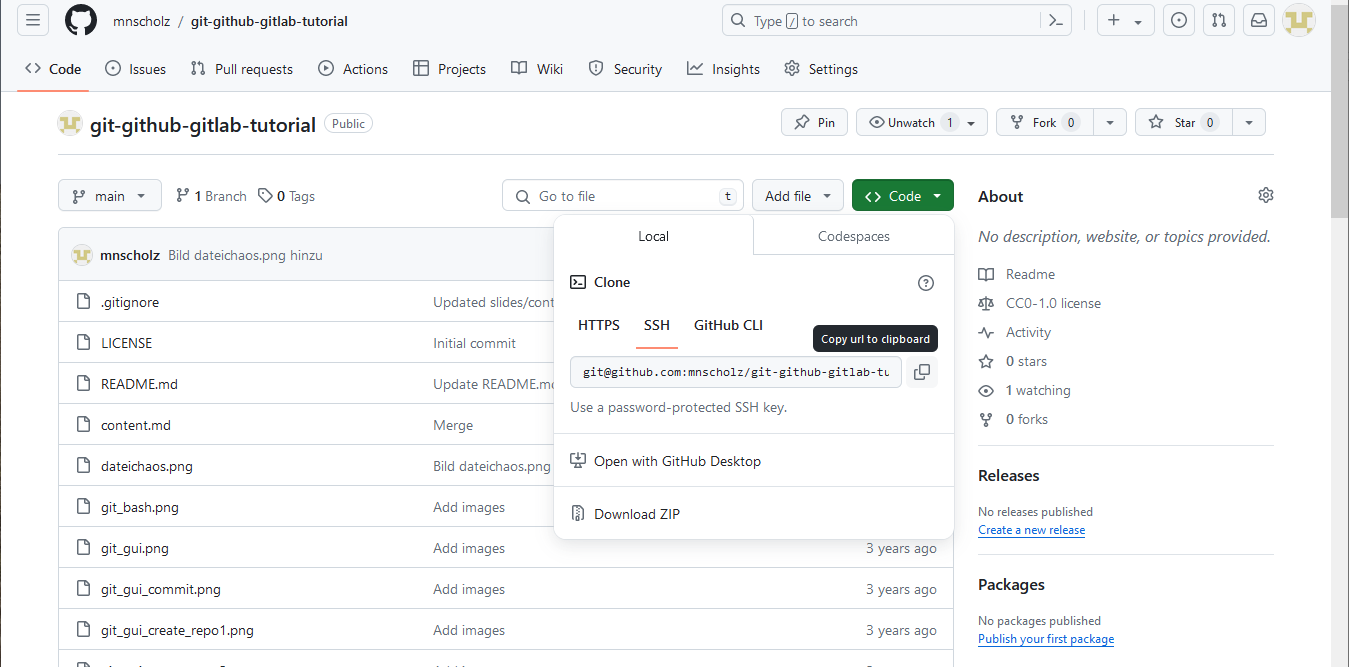 mnscholz / git-github-gitlab-tutorial
Type / to search
Code Issues Pull requests Actions Projects Wiki Security Insights Settings
git-github-gitlab-tutorial Public
Pin Unwatch 1 Fork 0 Star 0
main 1 Branch 0 Tags Go to file t Add file Code
Local Codespaces
Clone
HTTPS SSH GitHub CLI
Copy url to clipboard
git@github.com:mnscholz/git-github-gitlab-tu
Use a password-protected SSH key.
Open with GitHub Desktop
Download ZIP
mnscholz Bild dateichaos.png hinzu
.gitignore Updated slides/cont
LICENSE Initial commit
README.md Update README.md
content.md Merge
dateichaos.png Bild dateichaos.png
git_bash.png Add images
git_gui.png Add images 3 years ago
git_gui_commit.png Add images 3 years ago
git_gui_create_repo1.png Add images 3 years ago
About
No description, website, or topics provided.
Readme
CC0-1.0 license
Activity
0 stars
1 watching
0 forks
Releases
No releases published
Create a new release
Packages
No packages published
Publish your first package